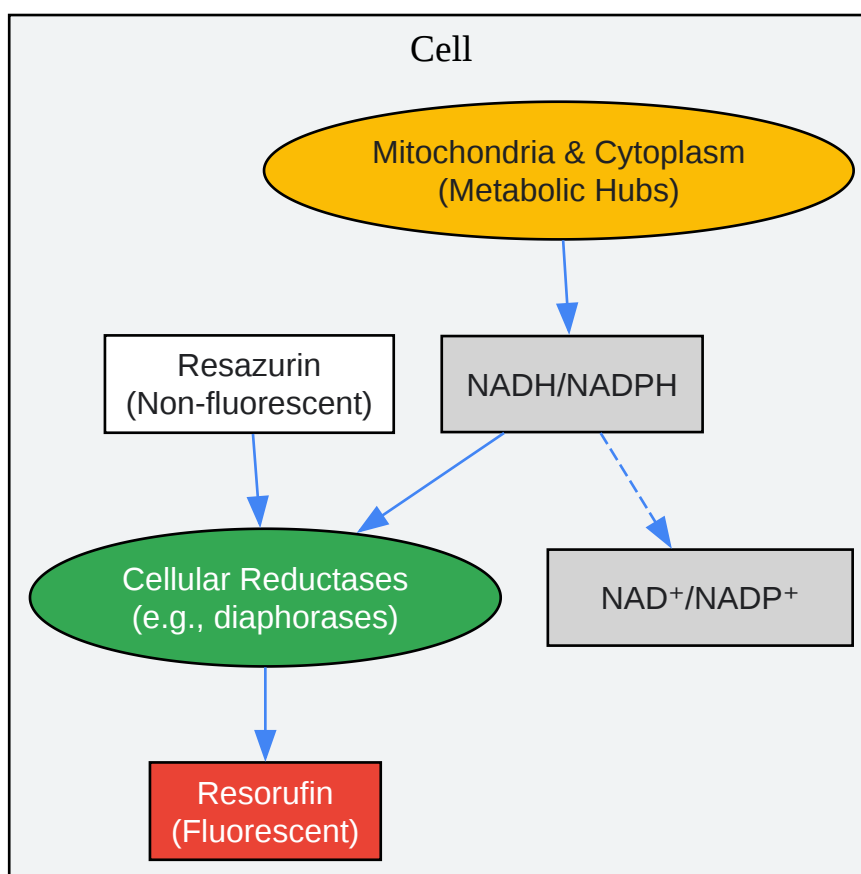 Cell
Mitochondria & Cytoplasm
(Metabolic Hubs)
Resazurin
(Non-fluorescent)
NADH/NADPH
Cellular Reductases
(e.g., diaphorases)
NAD⁺/NADP⁺
Resorufin
(Fluorescent)